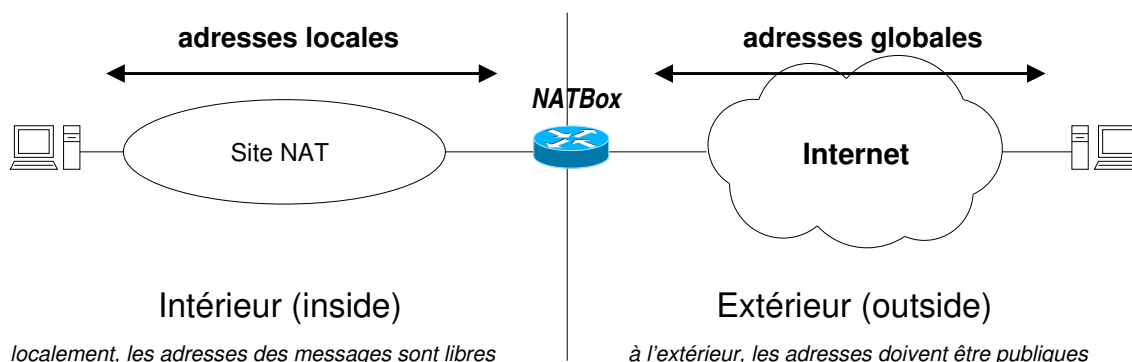 adresses locales
adresses globales
NATBox
Site NAT
Internet
Intérieur (inside)
Extérieur (outside)
localement, les adresses des messages sont libres
à l'extérieur, les adresses doivent être publiques